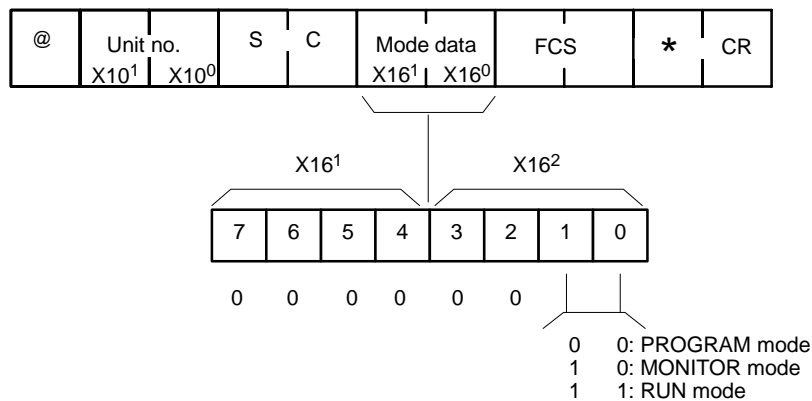 @ Unit no. S C Mode data FCS * CR
X10¹ X10⁰ X16¹ X16⁰
X16¹ X16²
7 6 5 4 3 2 1 0
0 0 0 0 0 0
0 0: PROGRAM mode
1 0: MONITOR mode
1 1: RUN mode